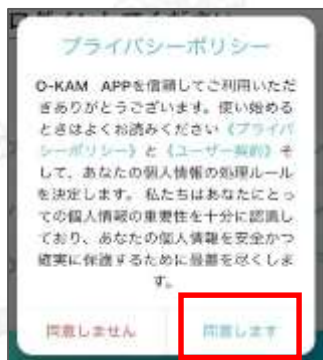 プライバシーポリシー
O-KAM APPを信頼してご利用いただ
きありがとうございます。使い始める
ときはよくお読みください《プライバ
シーポリシー》と《ユーザー契約》そ
して、あなたの個人情報の処理ルール
を決定します。 私たちはあなたにとっ
ての個人情報の重要性を十分に認識し
ており、あなたの個人情報を安全かつ
確実に保護するために最善を尽くしま
す。
同意しません
同意します